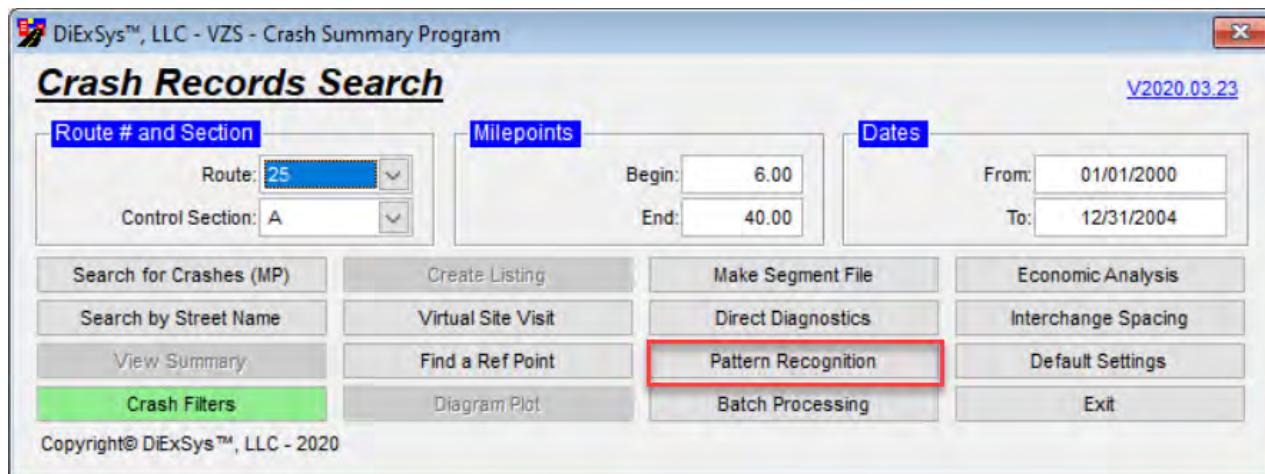 DiExSys™, LLC - VZS - Crash Summary Program
Crash Records Search
V2020.03.23
Route # and Section
Milepoints
Dates
Route: 25
Begin: 6.00
From: 01/01/2000
Control Section: A
End: 40.00
To: 12/31/2004
Search for Crashes (MP)
Create Listing
Make Segment File
Economic Analysis
Search by Street Name
Virtual Site Visit
Direct Diagnostics
Interchange Spacing
View Summary
Find a Ref Point
Pattern Recognition
Default Settings
Crash Filters
Diagram Plot
Batch Processing
Exit
Copyright© DiExSys™, LLC - 2020